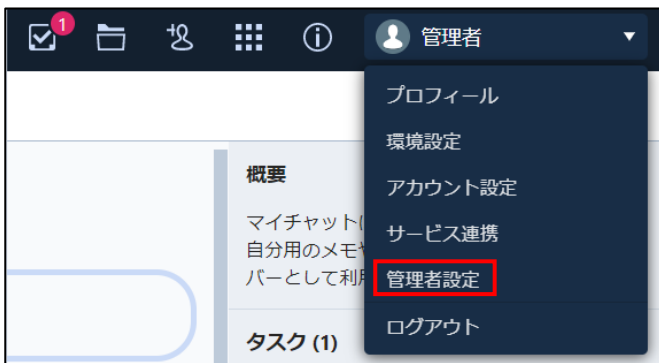 1
管理者
プロフィール
環境設定
アカウント設定
サービス連携
管理者設定
ログアウト
概要
マイチャット
自分用のメモ
バーとして利
タスク (1)